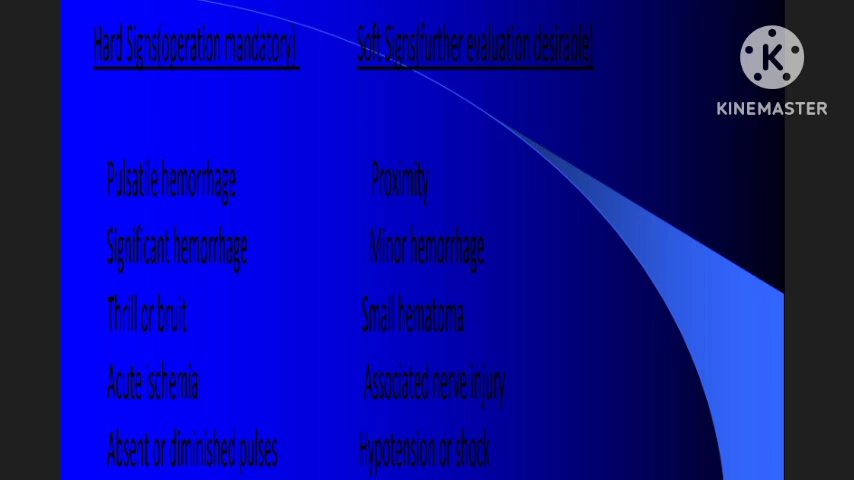 Hard Signs(operation mandatory) Soft Signs(further evaluation desirable)
KINEMASTER
Pulsatile hemorrhage Proximity
Significant hemorrhage Minor hemorrhage
Thrill or bruit Small hematoma
Acute ischemia Associated nerve injury
Absent or diminished pulses Hypotension or shock